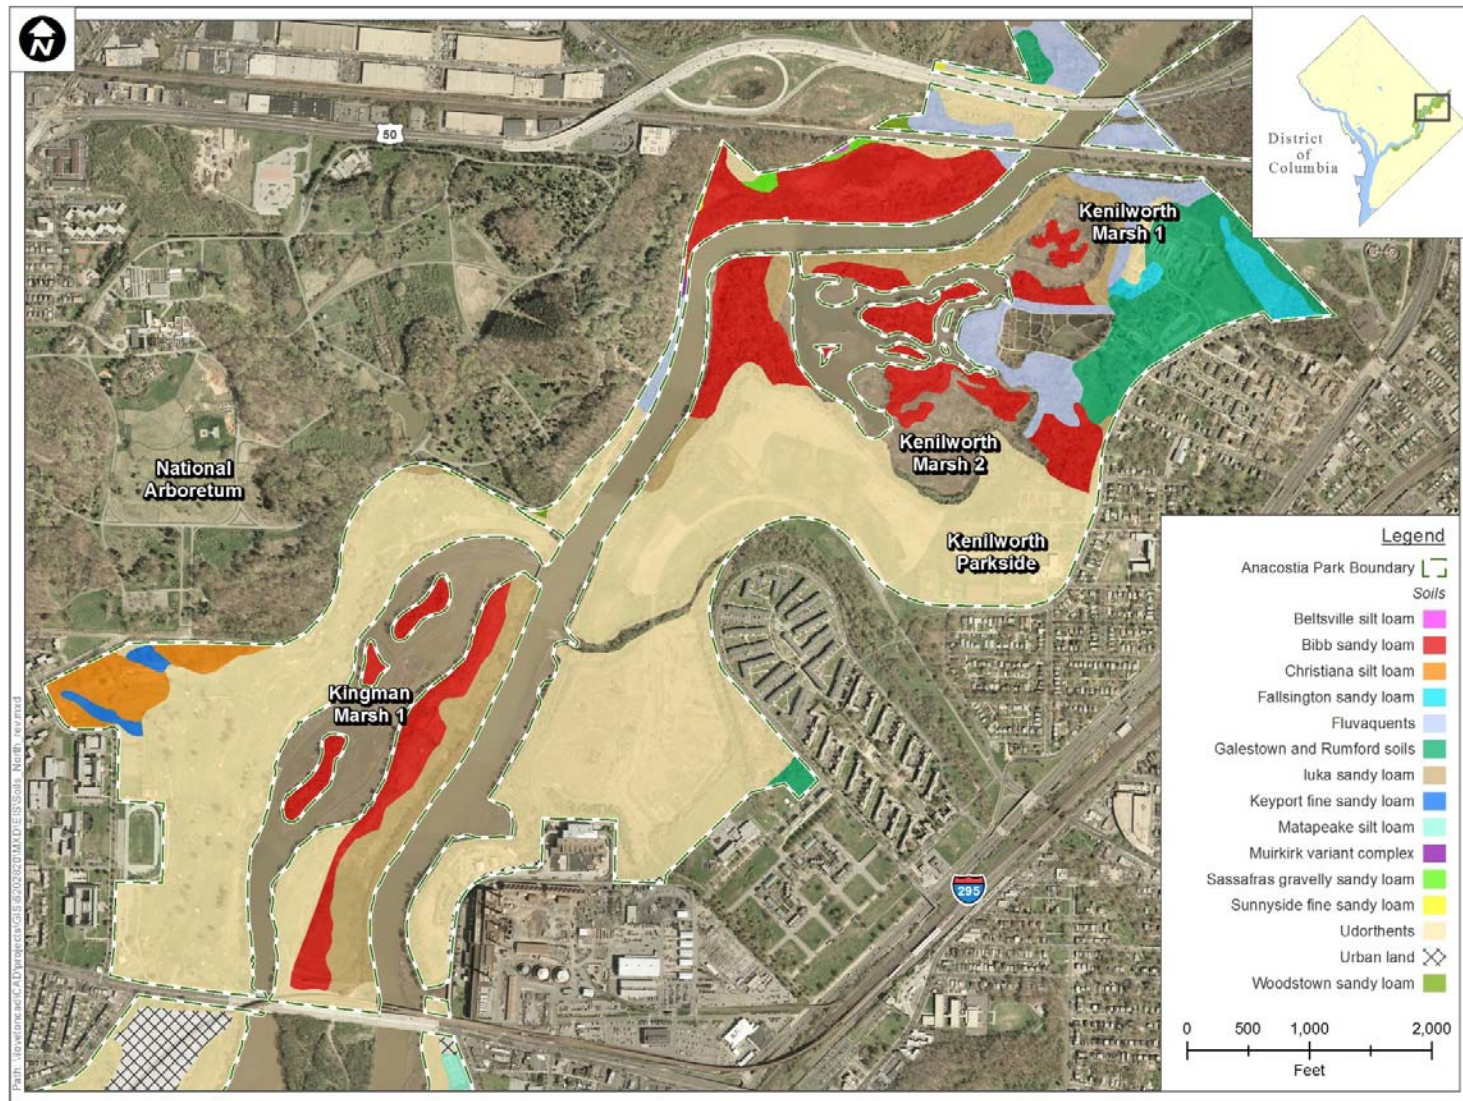 N
50
District
of
Columbia
Kenilworth
Marsh 1
National
Arboretum
Kenilworth
Marsh 2
Kenilworth
Parkside
Kingman
Marsh 1
295
Legend
Anacostia Park Boundary
Soils
Beltsville silt loam
Bibb sandy loam
Christiana silt loam
Fallsington sandy loam
Fluvaquents
Galestown and Rumford soils
Iuka sandy loam
Keyport fine sandy loam
Matapeake silt loam
Muirkirk variant complex
Sassafras gravelly sandy loam
Sunnyside fine sandy loam
Udorthents
Urban land
Woodstown sandy loam
0 500 1,000 2,000
Feet